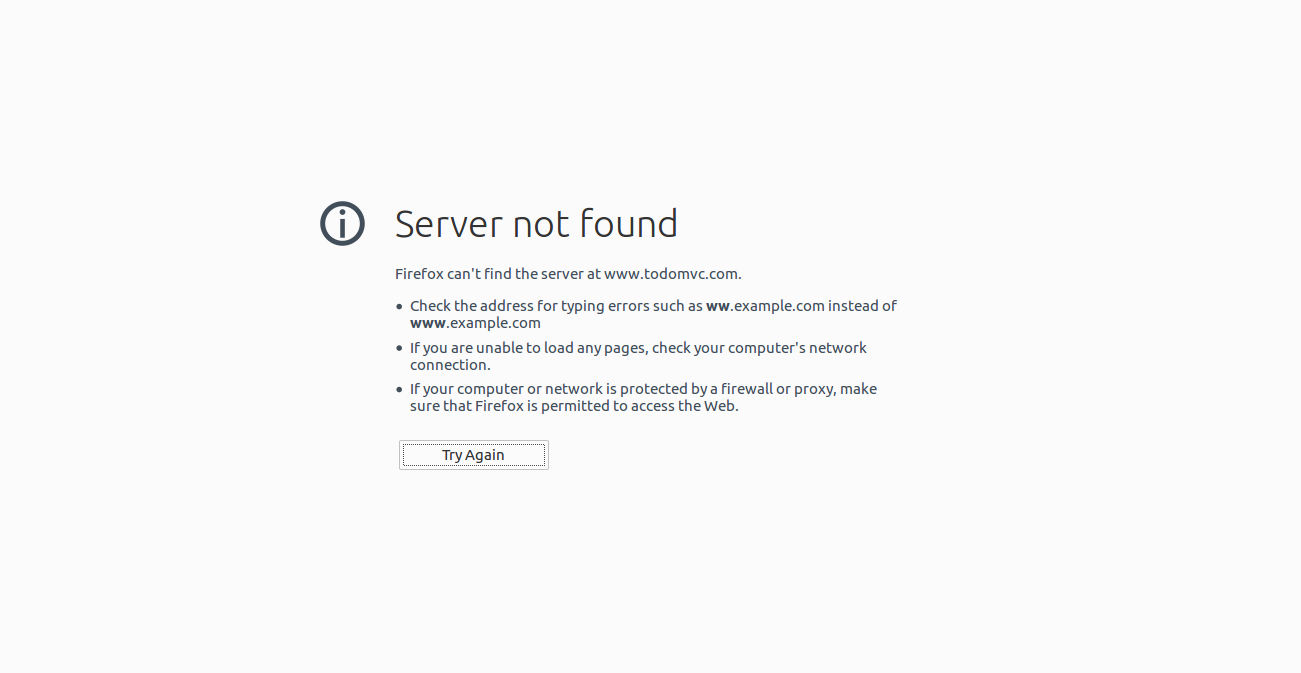 Server not found
Firefox can't find the server at www.todomvc.com.
Check the address for typing errors such as ww.example.com instead of
www.example.com
If you are unable to load any pages, check your computer's network
connection.
If your computer or network is protected by a firewall or proxy, make
sure that Firefox is permitted to access the Web.
Try Again